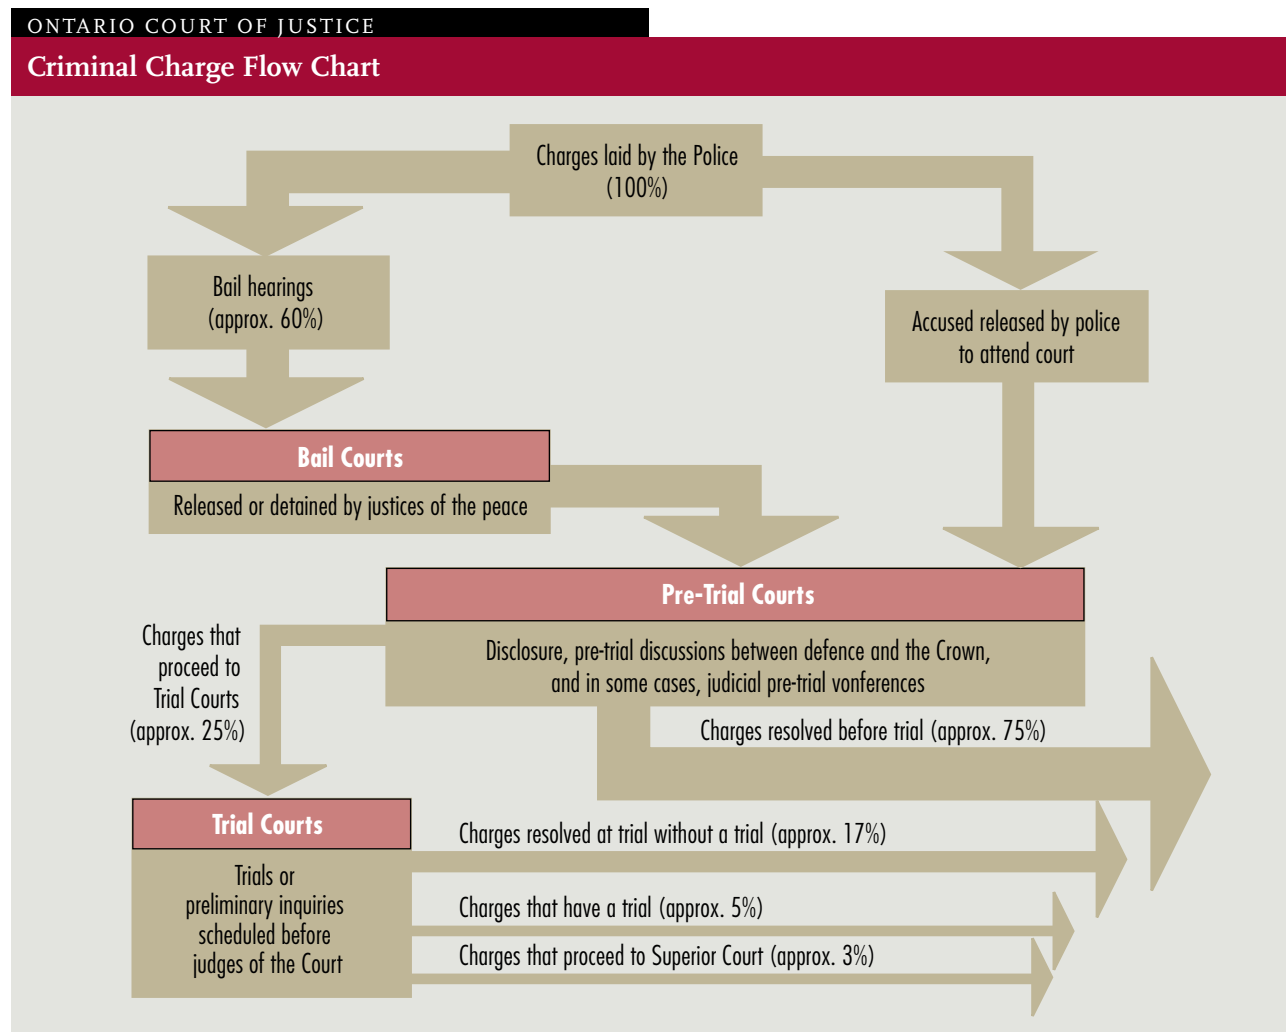 ONTARIO COURT OF JUSTICE
Criminal Charge Flow Chart
Charges laid by the Police
(100%)
Bail hearings
(approx. 60%)
Accused released by police
to attend court
Bail Courts
Released or detained by justices of the peace
Pre-Trial Courts
Disclosure, pre-trial discussions between defence and the Crown,
and in some cases, judicial pre-trial vonferences
Charges that
proceed to
Trial Courts
(approx. 25%)
Charges resolved before trial (approx. 75%)
Trial Courts
Trials or
preliminary inquiries
scheduled before
judges of the Court
Charges resolved at trial without a trial (approx. 17%)
Charges that have a trial (approx. 5%)
Charges that proceed to Superior Court (approx. 3%)